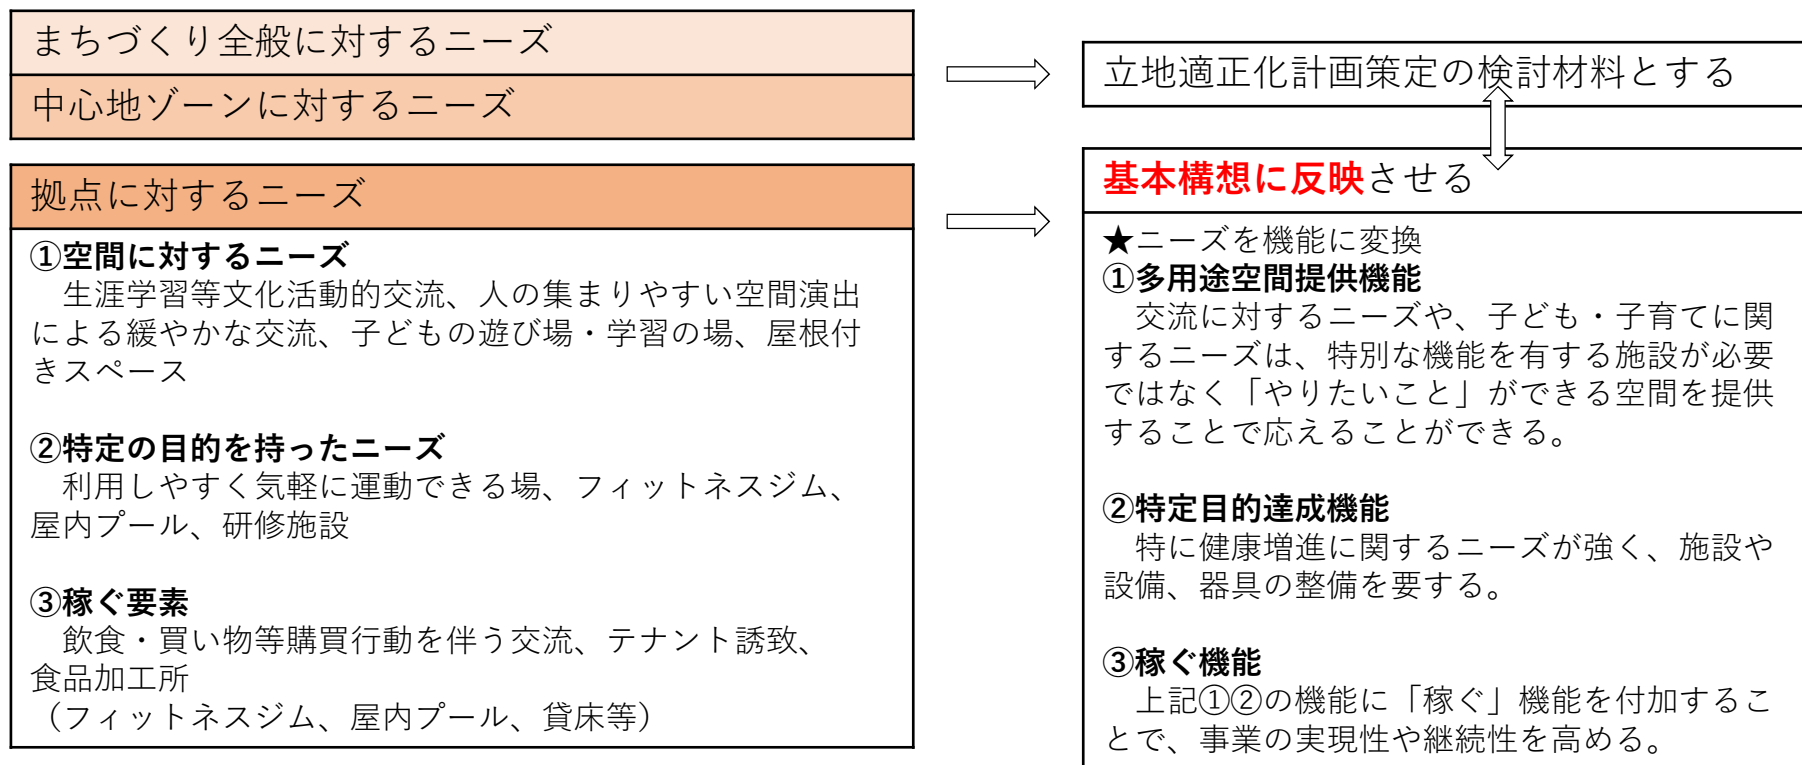 まちづくり全般に対するニーズ
中心地ゾーンに対するニーズ
拠点に対するニーズ
①空間に対するニーズ
生涯学習等文化活動的交流、人の集まりやすい空間演出
による緩やかな交流、子どもの遊び場・学習の場、屋根付
きスペース
②特定の目的を持ったニーズ
利用しやすく気軽に運動できる場、フィットネスジム、
屋内プール、研修施設
③稼ぐ要素
飲食・買い物等購買行動を伴う交流、テナント誘致、
食品加工所
（フィットネスジム、屋内プール、貸床等）
立地適正化計画策定の検討材料とする
基本構想に反映させる
★ニーズを機能に変換
①多用途空間提供機能
交流に対するニーズや、子ども・子育てに関
するニーズは、特別な機能を有する施設が必要
ではなく「やりたいこと」ができる空間を提供
することで応えることができる。
②特定目的達成機能
特に健康増進に関するニーズが強く、施設や
設備、器具の整備を要する。
③稼ぐ機能
上記①②の機能に「稼ぐ」機能を付加するこ
とで、事業の実現性や継続性を高める。